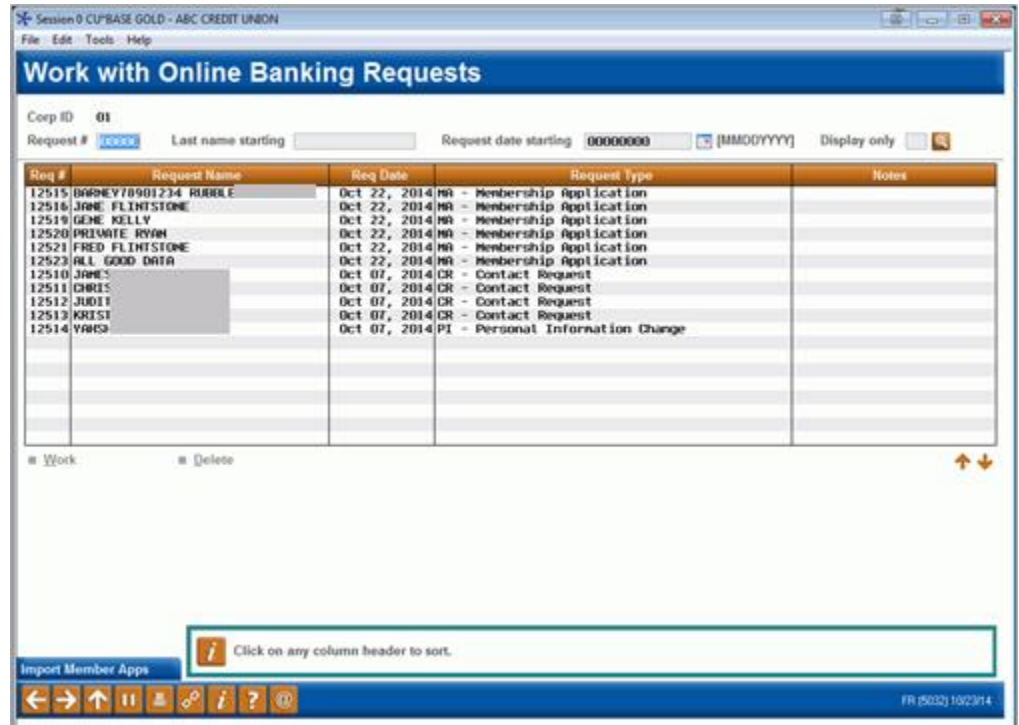 Session 0 CU*BASE GOLD - ABC CREDIT UNION
File Edit Tools Help
Work with Online Banking Requests
Corp ID 01
Request # 00000 Last name starting Request date starting 00000000 [MMDDYYYY] Display only
Req # Request Name Req Date Request Type Notes
12515 BARNEY78901234 RUBBLE Oct 22, 2014 MA - Membership Application
12516 JANE FLINTSTONE Oct 22, 2014 MA - Membership Application
12519 GENE KELLY Oct 22, 2014 MA - Membership Application
12520 PRIVATE RYAN Oct 22, 2014 MA - Membership Application
12521 FRED FLINTSTONE Oct 22, 2014 MA - Membership Application
12523 ALL GOOD DATA Oct 22, 2014 MA - Membership Application
12510 JAMES Oct 07, 2014 CR - Contact Request
12511 CHRIS Oct 07, 2014 CR - Contact Request
12512 JUDIT Oct 07, 2014 CR - Contact Request
12513 KRIST Oct 07, 2014 CR - Contact Request
12514 Oct 07, 2014 PI - Personal Information Change
Work Delete
Click on any column header to sort.
Import Member Apps
FR (5032) 10/23/14